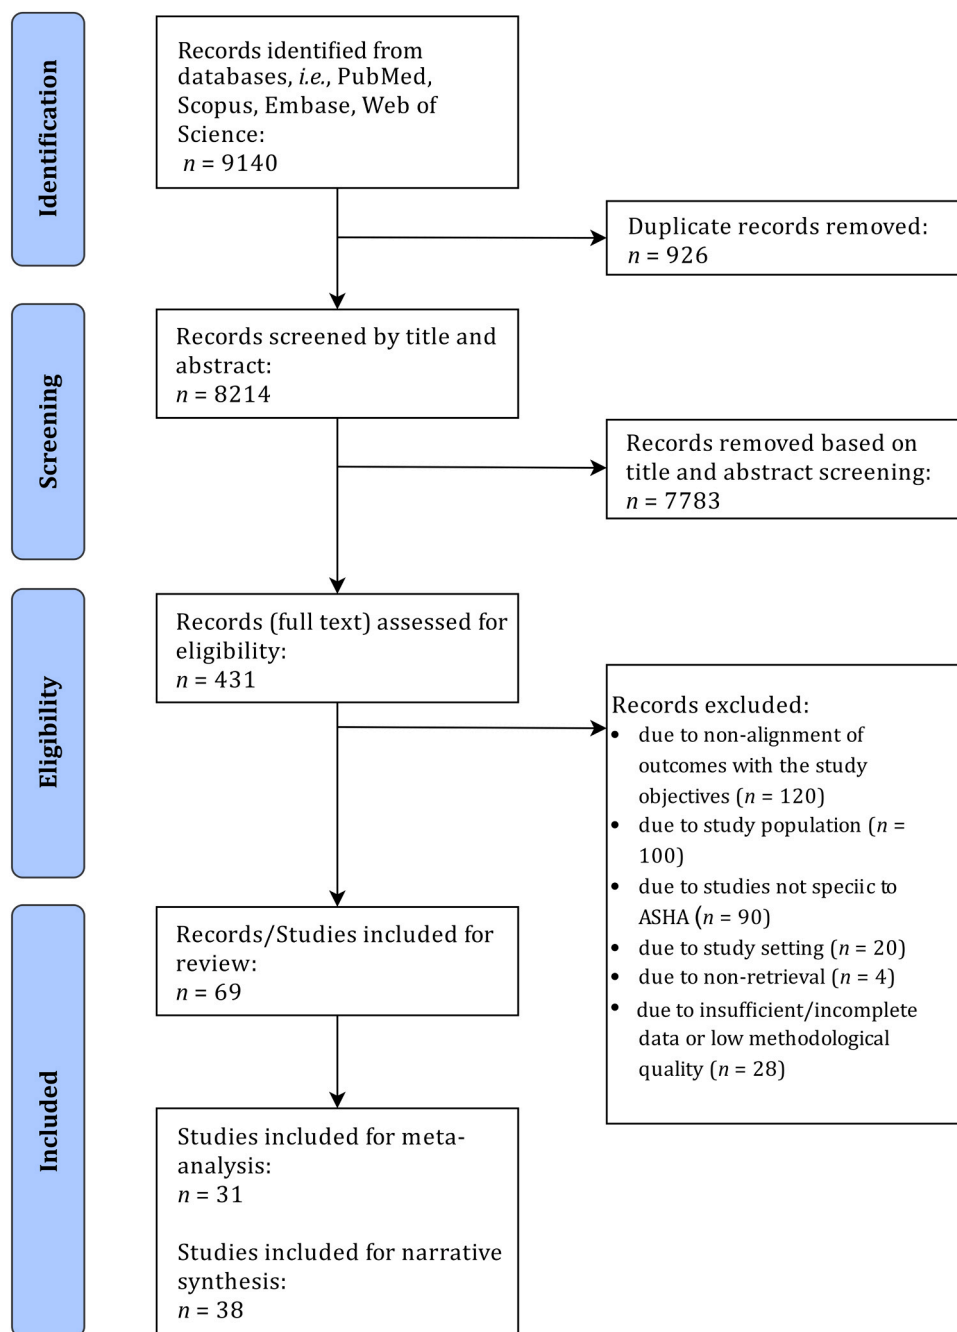 Identification
Records identified from
databases, i.e., PubMed,
Scopus, Embase, Web of
Science:
n = 9140
Duplicate records removed:
n = 926
Screening
Records screened by title and
abstract:
n = 8214
Records removed based on
title and abstract screening:
n = 7783
Eligibility
Records (full text) assessed for
eligibility:
n = 431
Records excluded:
• due to non-alignment of
outcomes with the study
objectives (n = 120)
• due to study population (n =
100)
• due to studies not speciic to
ASHA (n = 90)
• due to study setting (n = 20)
• due to non-retrieval (n = 4)
• due to insufficient/incomplete
data or low methodological
quality (n = 28)
Included
Records/Studies included for
review:
n = 69
Studies included for meta-
analysis:
n = 31
Studies included for narrative
synthesis:
n = 38